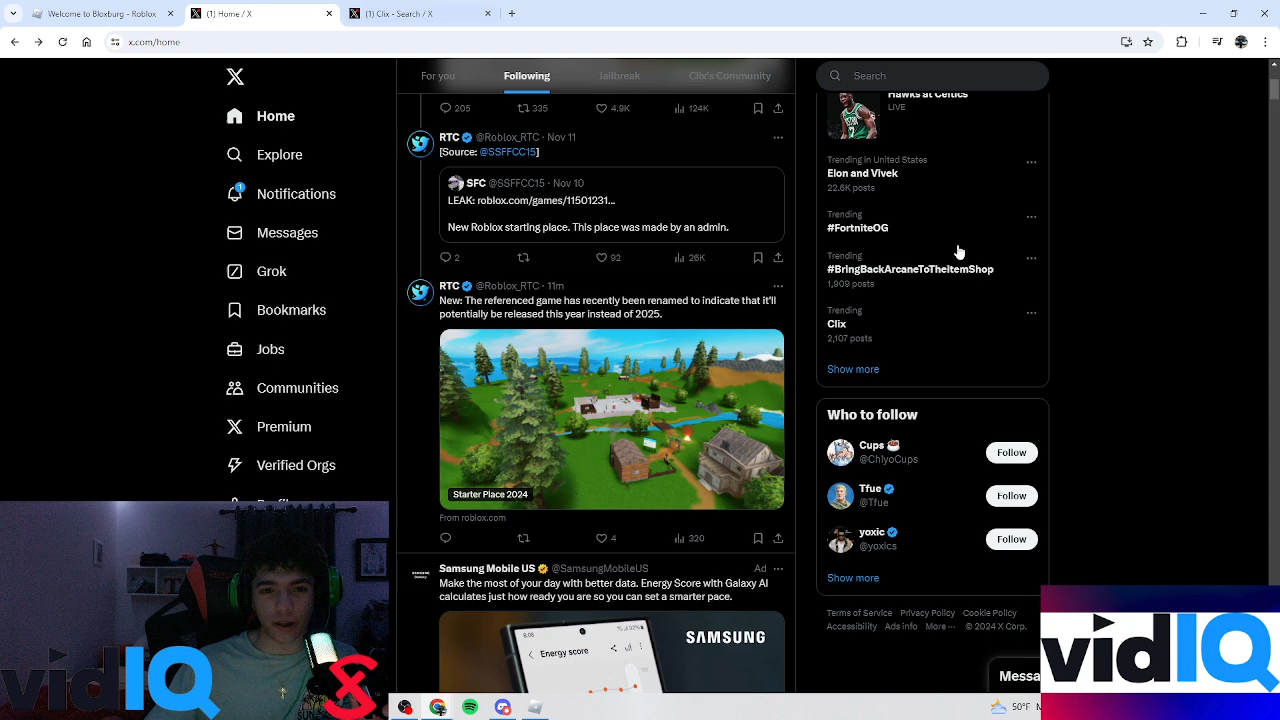 Welcome to Bloxburg - Roblox
(1) Home / X
(1) Clix - Search / X
x.com/home
For you
Following
Jailbreak
Clix's Community
Search
Home
Explore
1
Notifications
Messages
Grok
Bookmarks
Jobs
Communities
Premium
Verified Orgs
205
335
4.9K
124K
RTC @Roblox_RTC · Nov 11
[Source: @SSFFCC15]
SFC @SSFFCC15 · Nov 10
LEAK: roblox.com/games/11501231...
New Roblox starting place. This place was made by an admin.
2
92
26K
RTC @Roblox_RTC · 11m
New: The referenced game has recently been renamed to indicate that it'll
potentially be released this year instead of 2025.
Starter Place 2024
From roblox.com
4
320
Samsung Mobile US @SamsungMobileUS
Ad
Make the most of your day with better data. Energy Score with Galaxy AI
calculates just how ready you are so you can set a smarter pace.
8:08
Energy score
SAMSUNG
Hawks at Celtics
LIVE
Trending in United States
Elon and Vivek
22.6K posts
Trending
#FortniteOG
Trending
#BringBackArcaneToTheItemShop
1,909 posts
Trending
Clix
2,107 posts
Show more
Who to follow
Cups
@ChlyoCups
Follow
Tfue
@Tfue
Follow
yoxic
@yoxics
Follow
Show more
Terms of Service Privacy Policy Cookie Policy
Accessibility Ads info More ··· © 2024 X Corp.
Messa
vidIQ
vidIQ
50°F